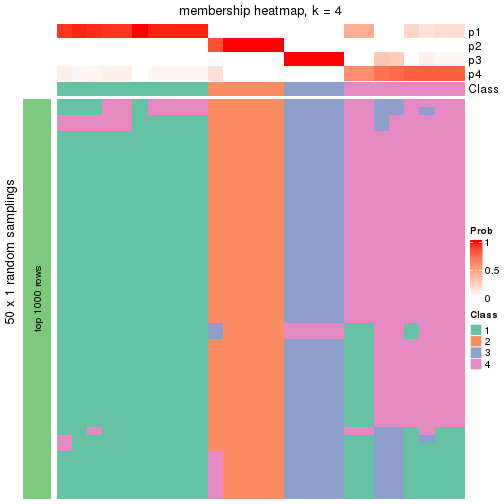 membership heatmap, k = 4
p1
p2
p3
p4
Class
50 x 1 random samplings
top 1000 rows
Prob
1
0.5
0
Class
1
2
3
4